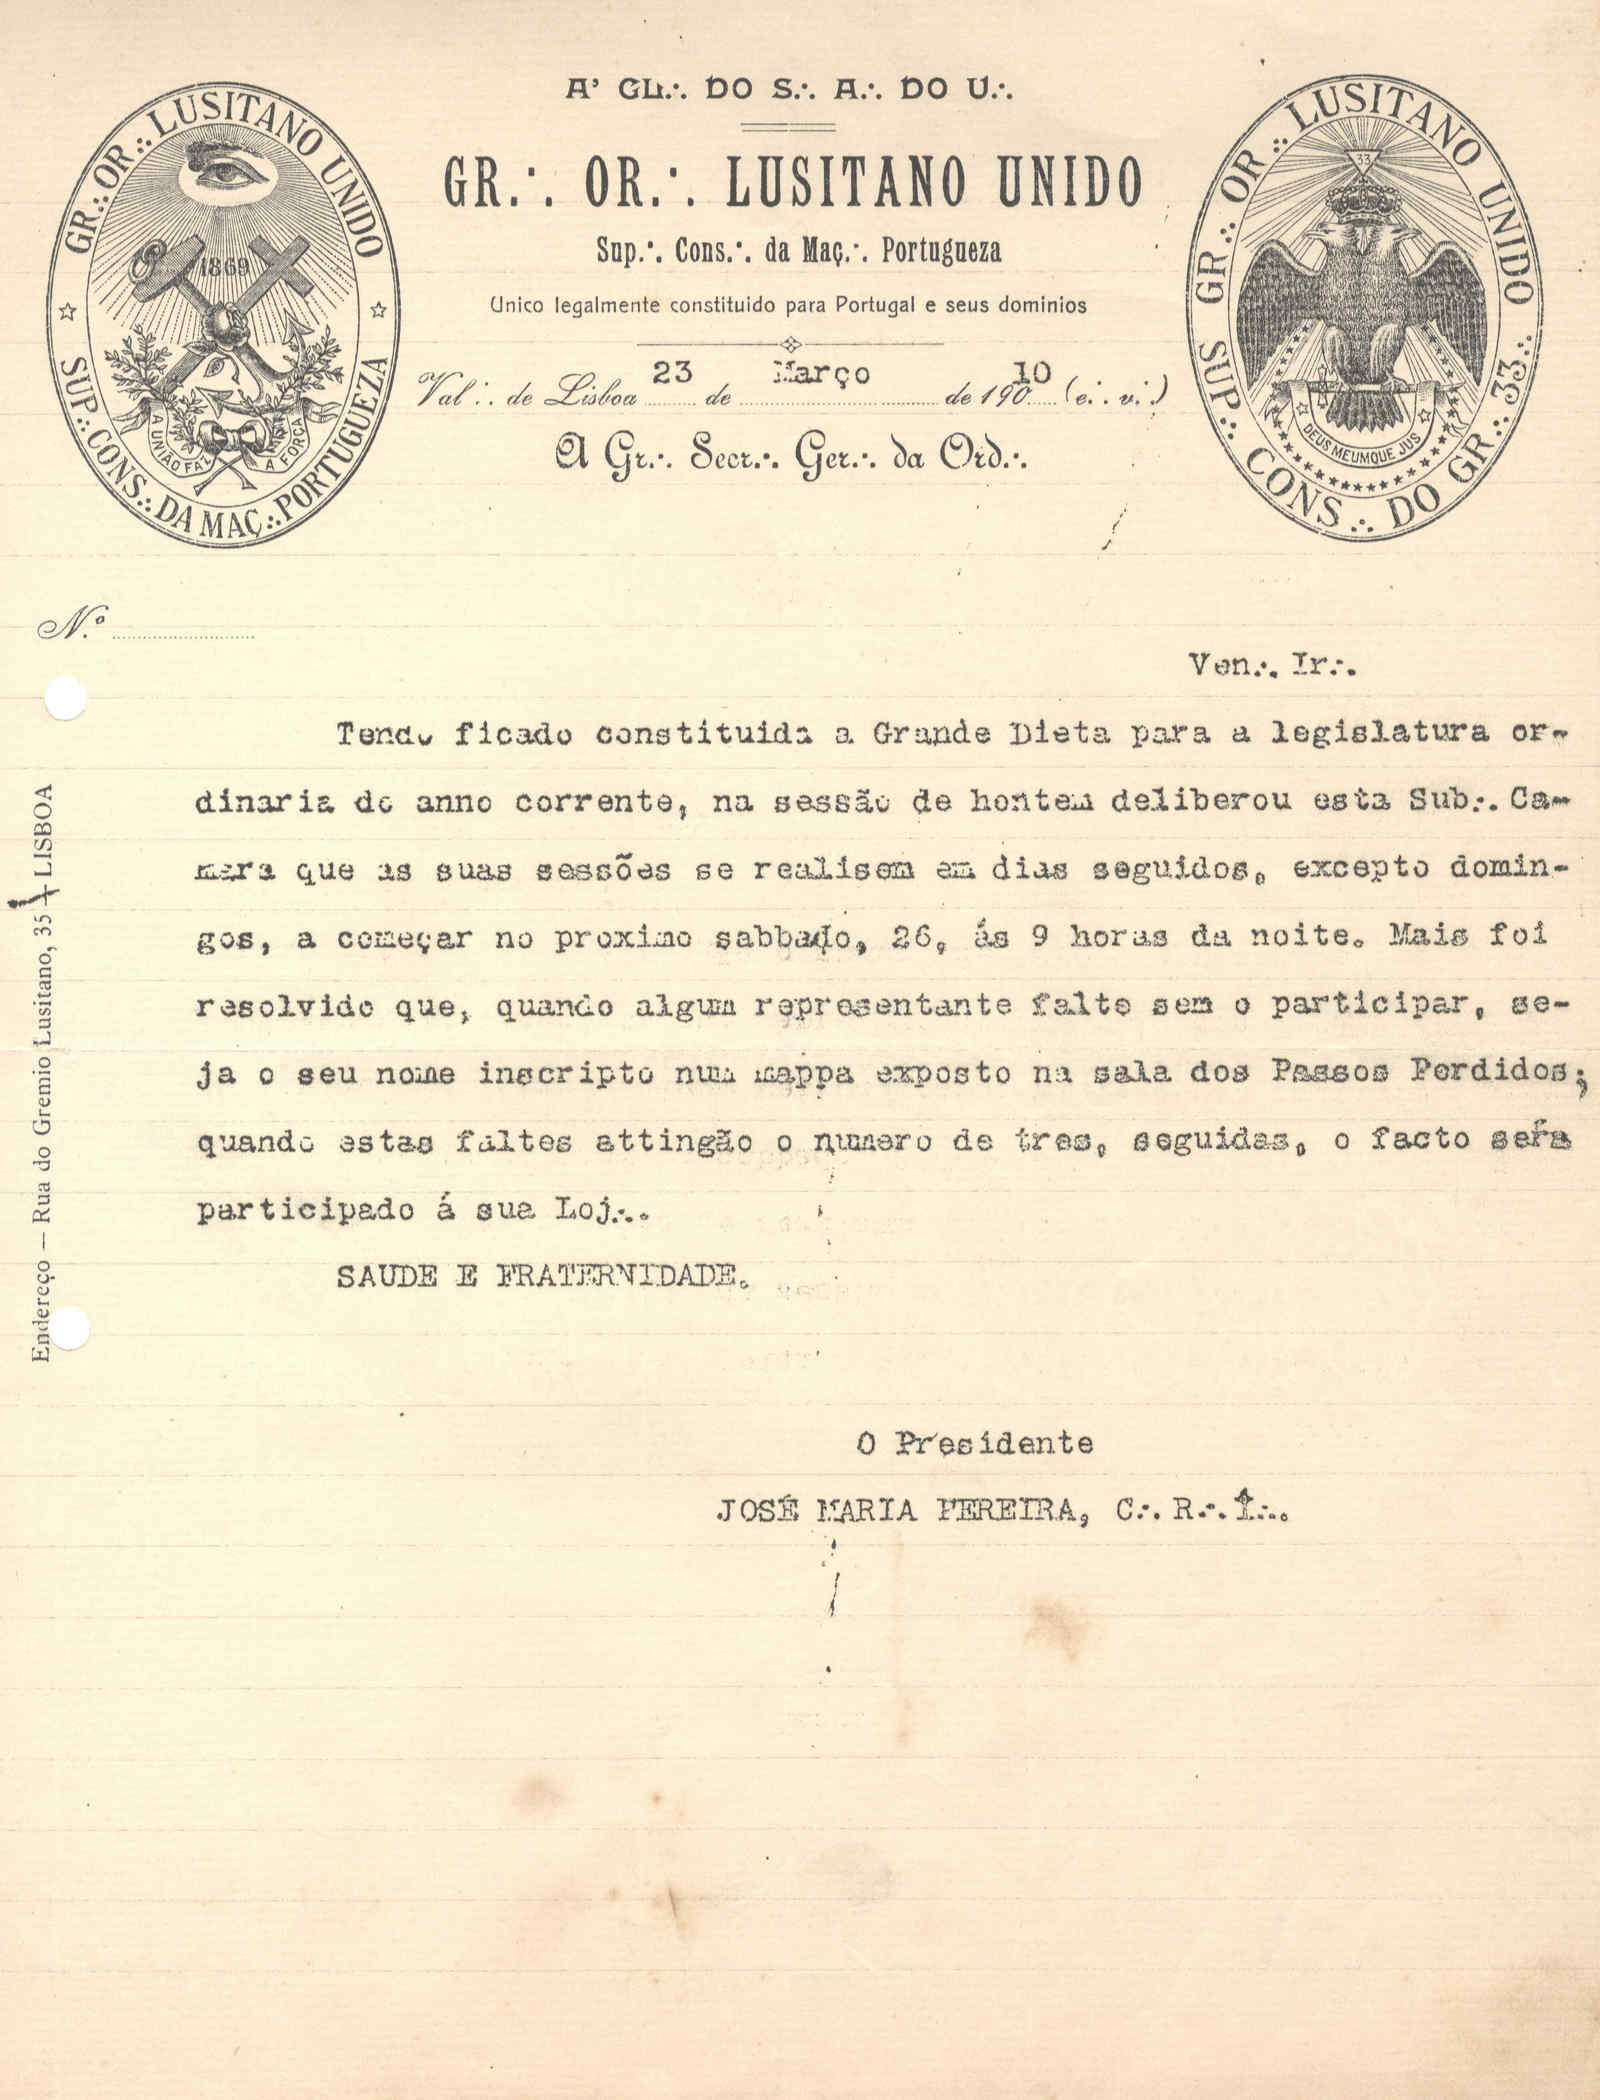 A' GL∴ DO S∴ A∴ DO U∴
GR∴ OR∴ LUSITANO UNIDO
Sup∴ Cons∴ da Maç∴ Portugueza
Unico legalmente constituido para Portugal e seus dominios
Val∴ de Lisboa 23 de Março de 190 10 (e∴ v∴)
A Gr∴ Secr∴ Ger∴ da Ord∴
GR∴ OR∴ LUSITANO UNIDO
SUP∴ CONS∴ DA MAÇ∴ PORTUGUEZA
1869
A UNIÃO FAZ A FORÇA
SUP∴ GR∴ OR∴ LUSITANO UNIDO
SUP∴ CONS∴ DO GR∴ 33∴
33
DEUS MEUMQUE JUS
N.º
Ven∴ Ir∴
Tendo ficado constituida a Grande Dieta para a legislatura or-
dinaria do anno corrente, na sessão de hontem deliberou esta Sub∴ Ca-
mara que as suas sessões se realisem em dias seguidos, excepto domin-
gos, a começar no proximo sabbado, 26, ás 9 horas da noite. Mais foi
resolvido que, quando algum representante falte sem o participar, se-
ja o seu nome inscripto num mappa exposto na sala dos Passos Perdidos;
quando estas faltes attingão o numero de tres, seguidas, o facto será
participado á sua Loj∴.
SAUDE E FRATERNIDADE.
O Presidente
JOSÉ MARIA PEREIRA, C∴ R∴ †∴.
Endereço — Rua do Gremio Lusitano, 35 — LISBOA